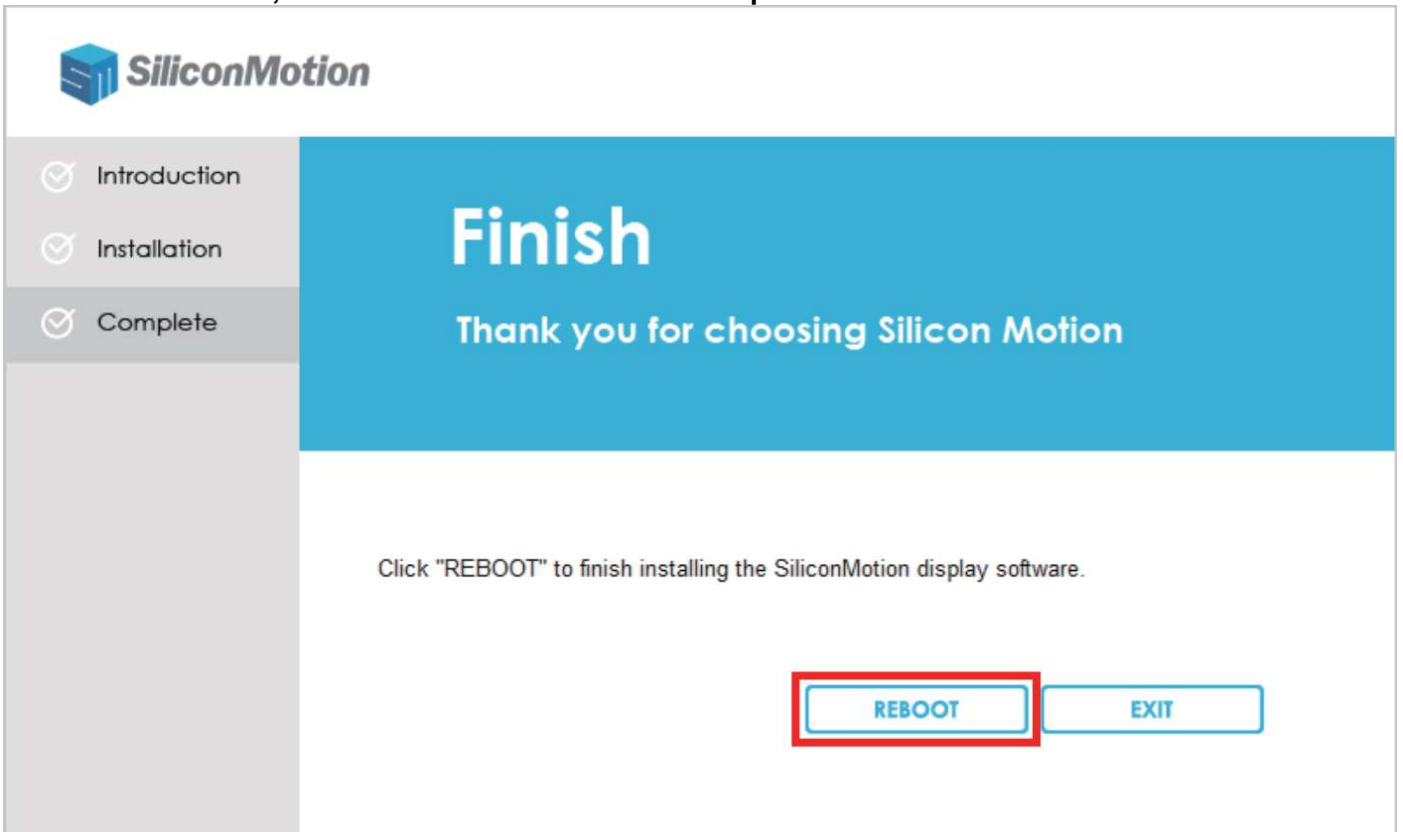 SiliconMotion
Introduction
Installation
Complete
Finish
Thank you for choosing Silicon Motion
Click "REBOOT" to finish installing the SiliconMotion display software.
REBOOT
EXIT